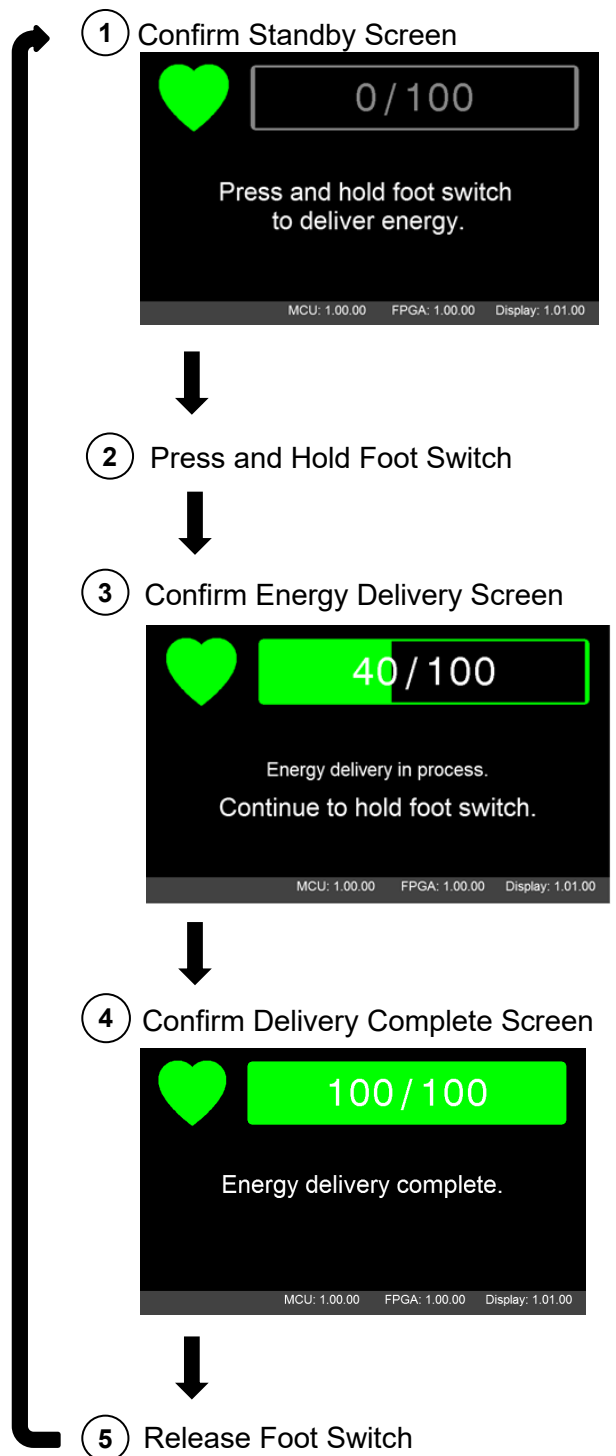 1 Confirm Standby Screen
0/100
Press and hold foot switch
to deliver energy.
MCU: 1.00.00 FPGA: 1.00.00 Display: 1.01.00
2 Press and Hold Foot Switch
3 Confirm Energy Delivery Screen
40/100
Energy delivery in process.
Continue to hold foot switch.
MCU: 1.00.00 FPGA: 1.00.00 Display: 1.01.00
4 Confirm Delivery Complete Screen
100/100
Energy delivery complete.
MCU: 1.00.00 FPGA: 1.00.00 Display: 1.01.00
5 Release Foot Switch